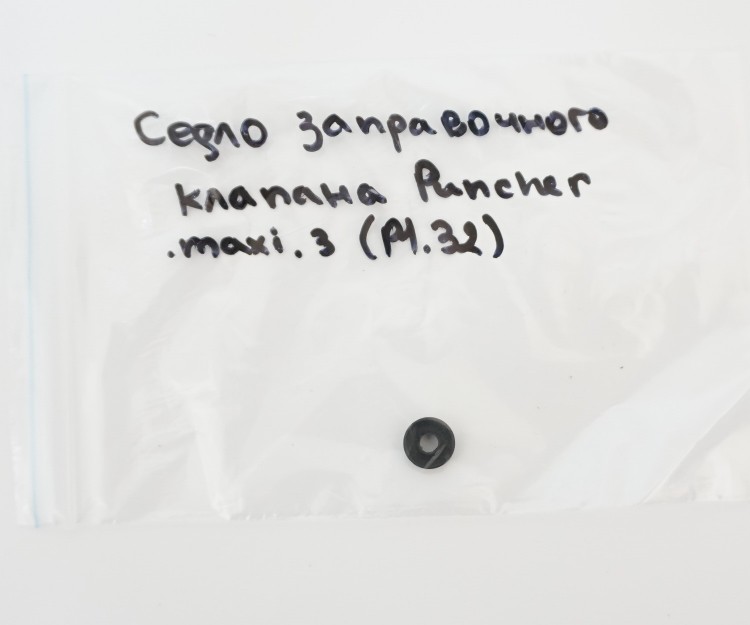 Седло заправочного
клапана Puncher
.maxi.3 (P1.32)